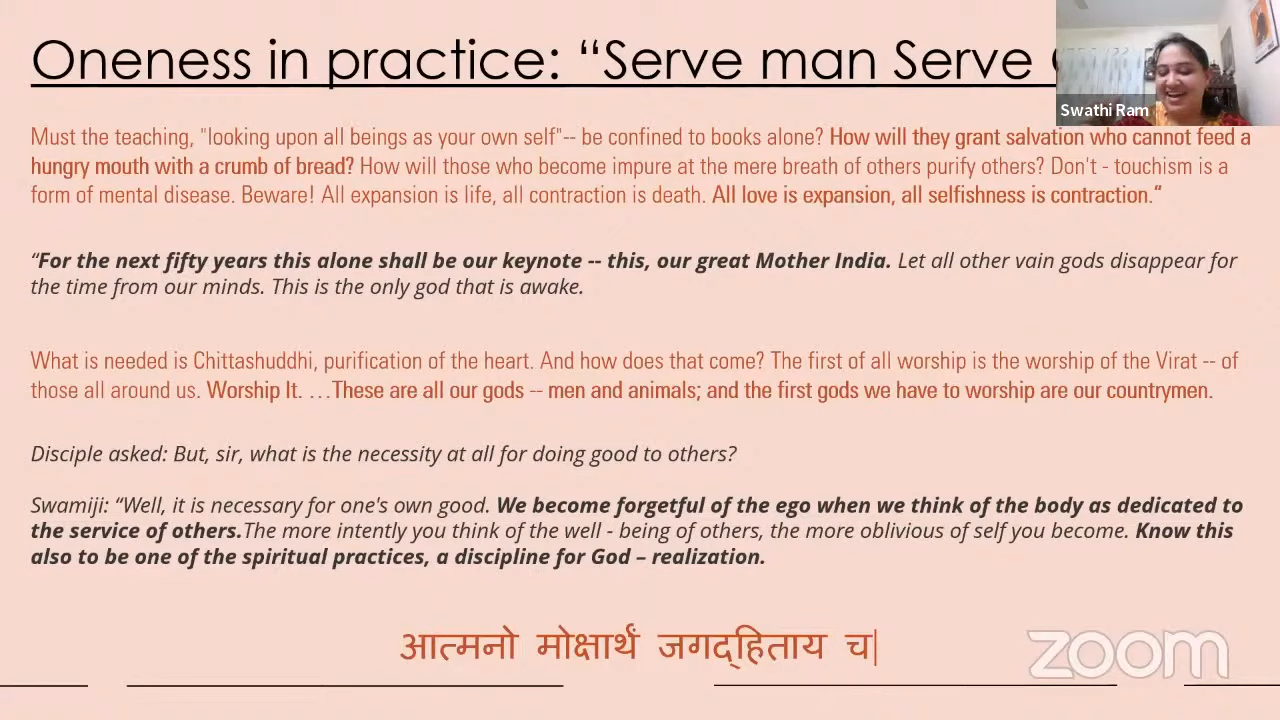 Oneness in practice: “Serve man Serve
Swathi Ram
Must the teaching, "looking upon all beings as your own self"-- be confined to books alone? How will they grant salvation who cannot feed a
hungry mouth with a crumb of bread? How will those who become impure at the mere breath of others purify others? Don't - touchism is a
form of mental disease. Beware! All expansion is life, all contraction is death. All love is expansion, all selfishness is contraction.”
“For the next fifty years this alone shall be our keynote -- this, our great Mother India. Let all other vain gods disappear for
the time from our minds. This is the only god that is awake.
What is needed is Chittashuddhi, purification of the heart. And how does that come? The first of all worship is the worship of the Virat -- of
those all around us. Worship It. …These are all our gods -- men and animals; and the first gods we have to worship are our countrymen.
Disciple asked: But, sir, what is the necessity at all for doing good to others?
Swamiji: “Well, it is necessary for one's own good. We become forgetful of the ego when we think of the body as dedicated to
the service of others.The more intently you think of the well - being of others, the more oblivious of self you become. Know this
also to be one of the spiritual practices, a discipline for God – realization.
आत्मनो मोक्षार्थं जगद्हिताय च|
zoom